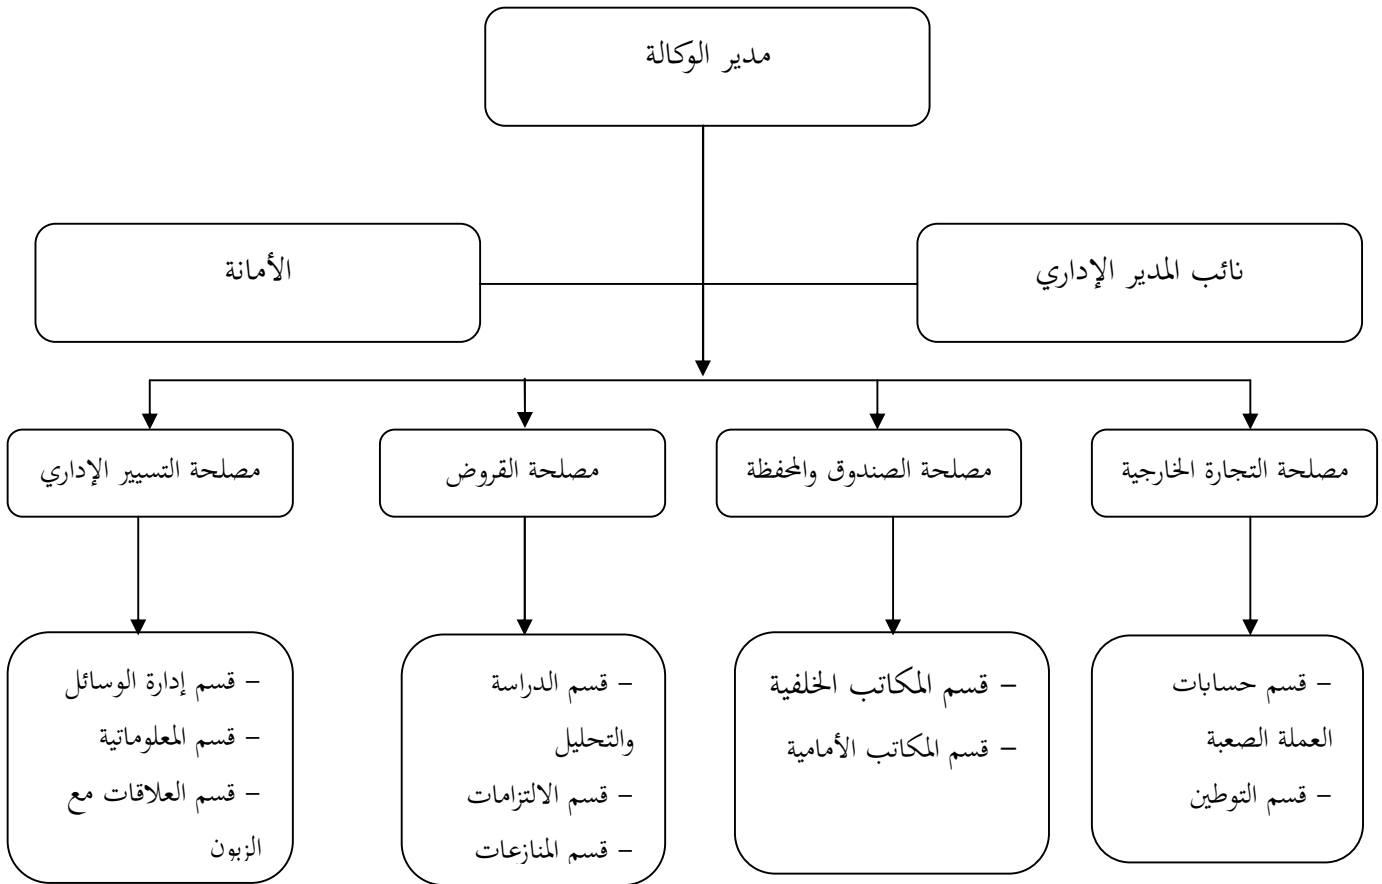 مدير الوكالة
نائب المدير الإداري
الأمانة
مصلحة التجارة الخارجية
مصلحة الصندوق والمحفظة
مصلحة القروض
مصلحة التسيير الإداري
– قسم حسابات
العملة الصعبة
– قسم التوطين
– قسم المكاتب الخلفية
– قسم المكاتب الأمامية
– قسم الدراسة
والتحليل
– قسم الالتزامات
– قسم المنازعات
– قسم إدارة الوسائل
– قسم المعلوماتية
– قسم العلاقات مع
الزبون